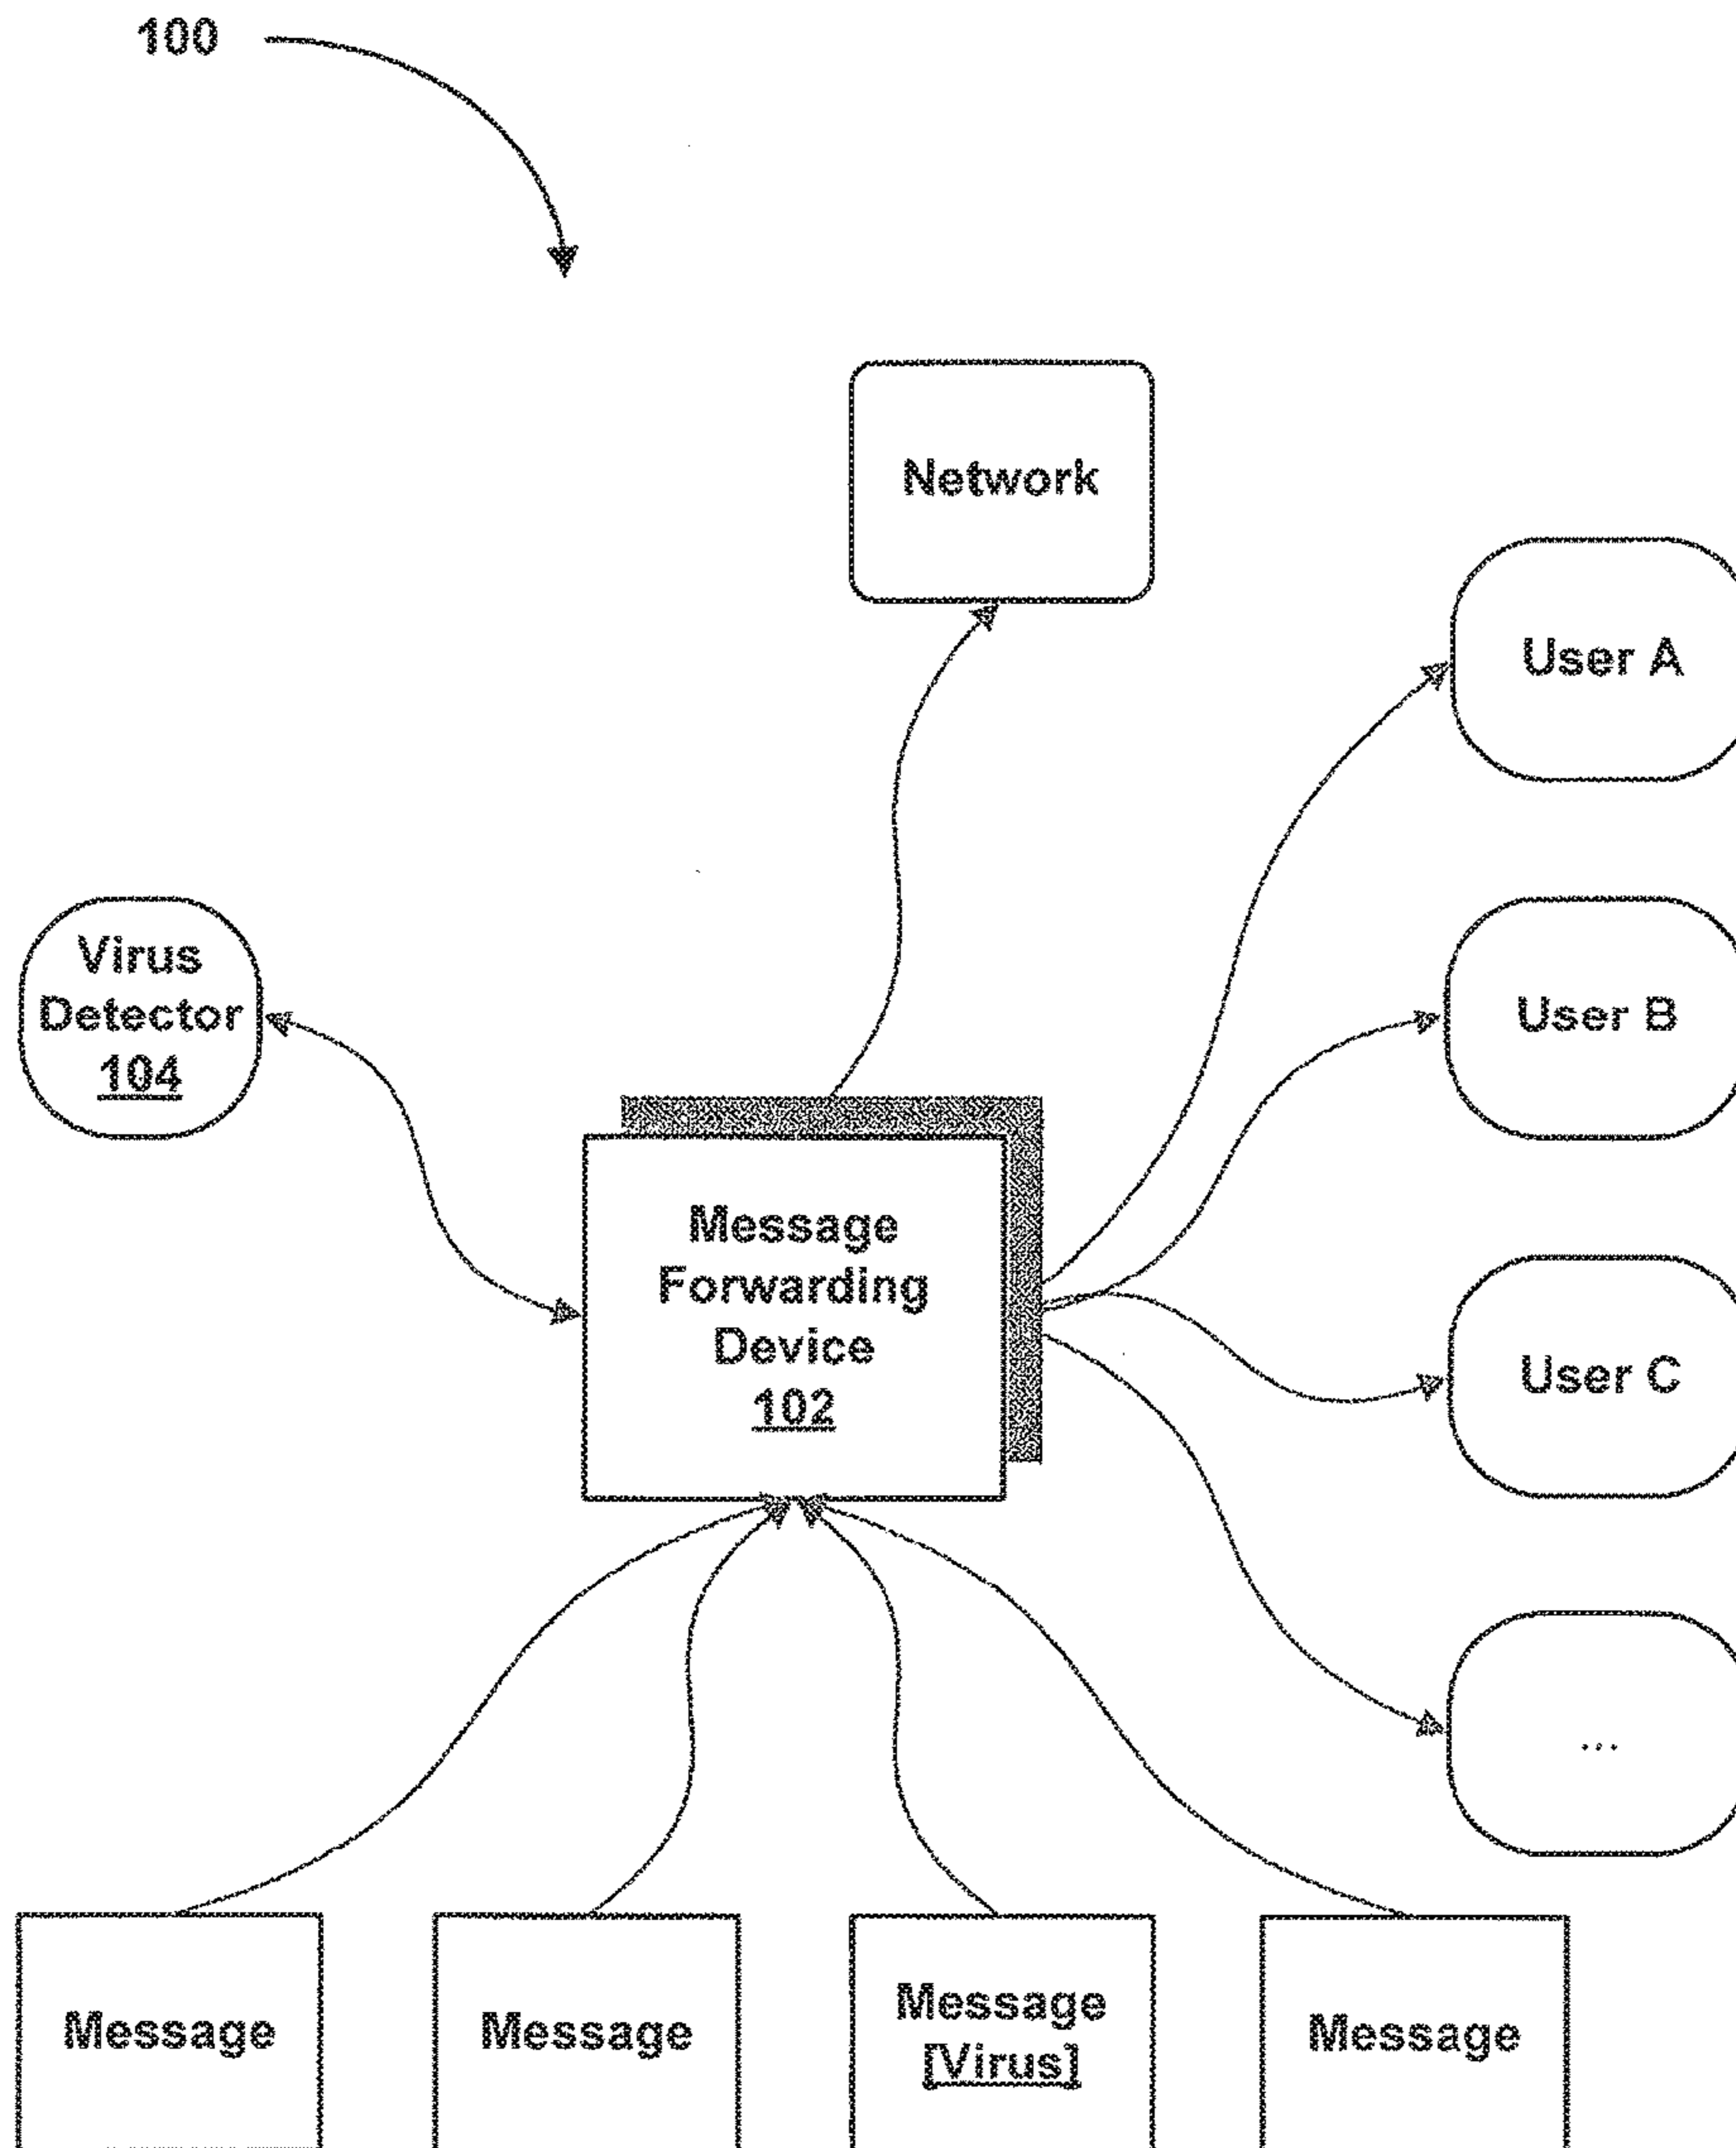 100
Network
User A
Virus
Detector
104
User B
Message
Forwarding
Device
102
User C
...
Message
Message
Message
[Virus]
Message